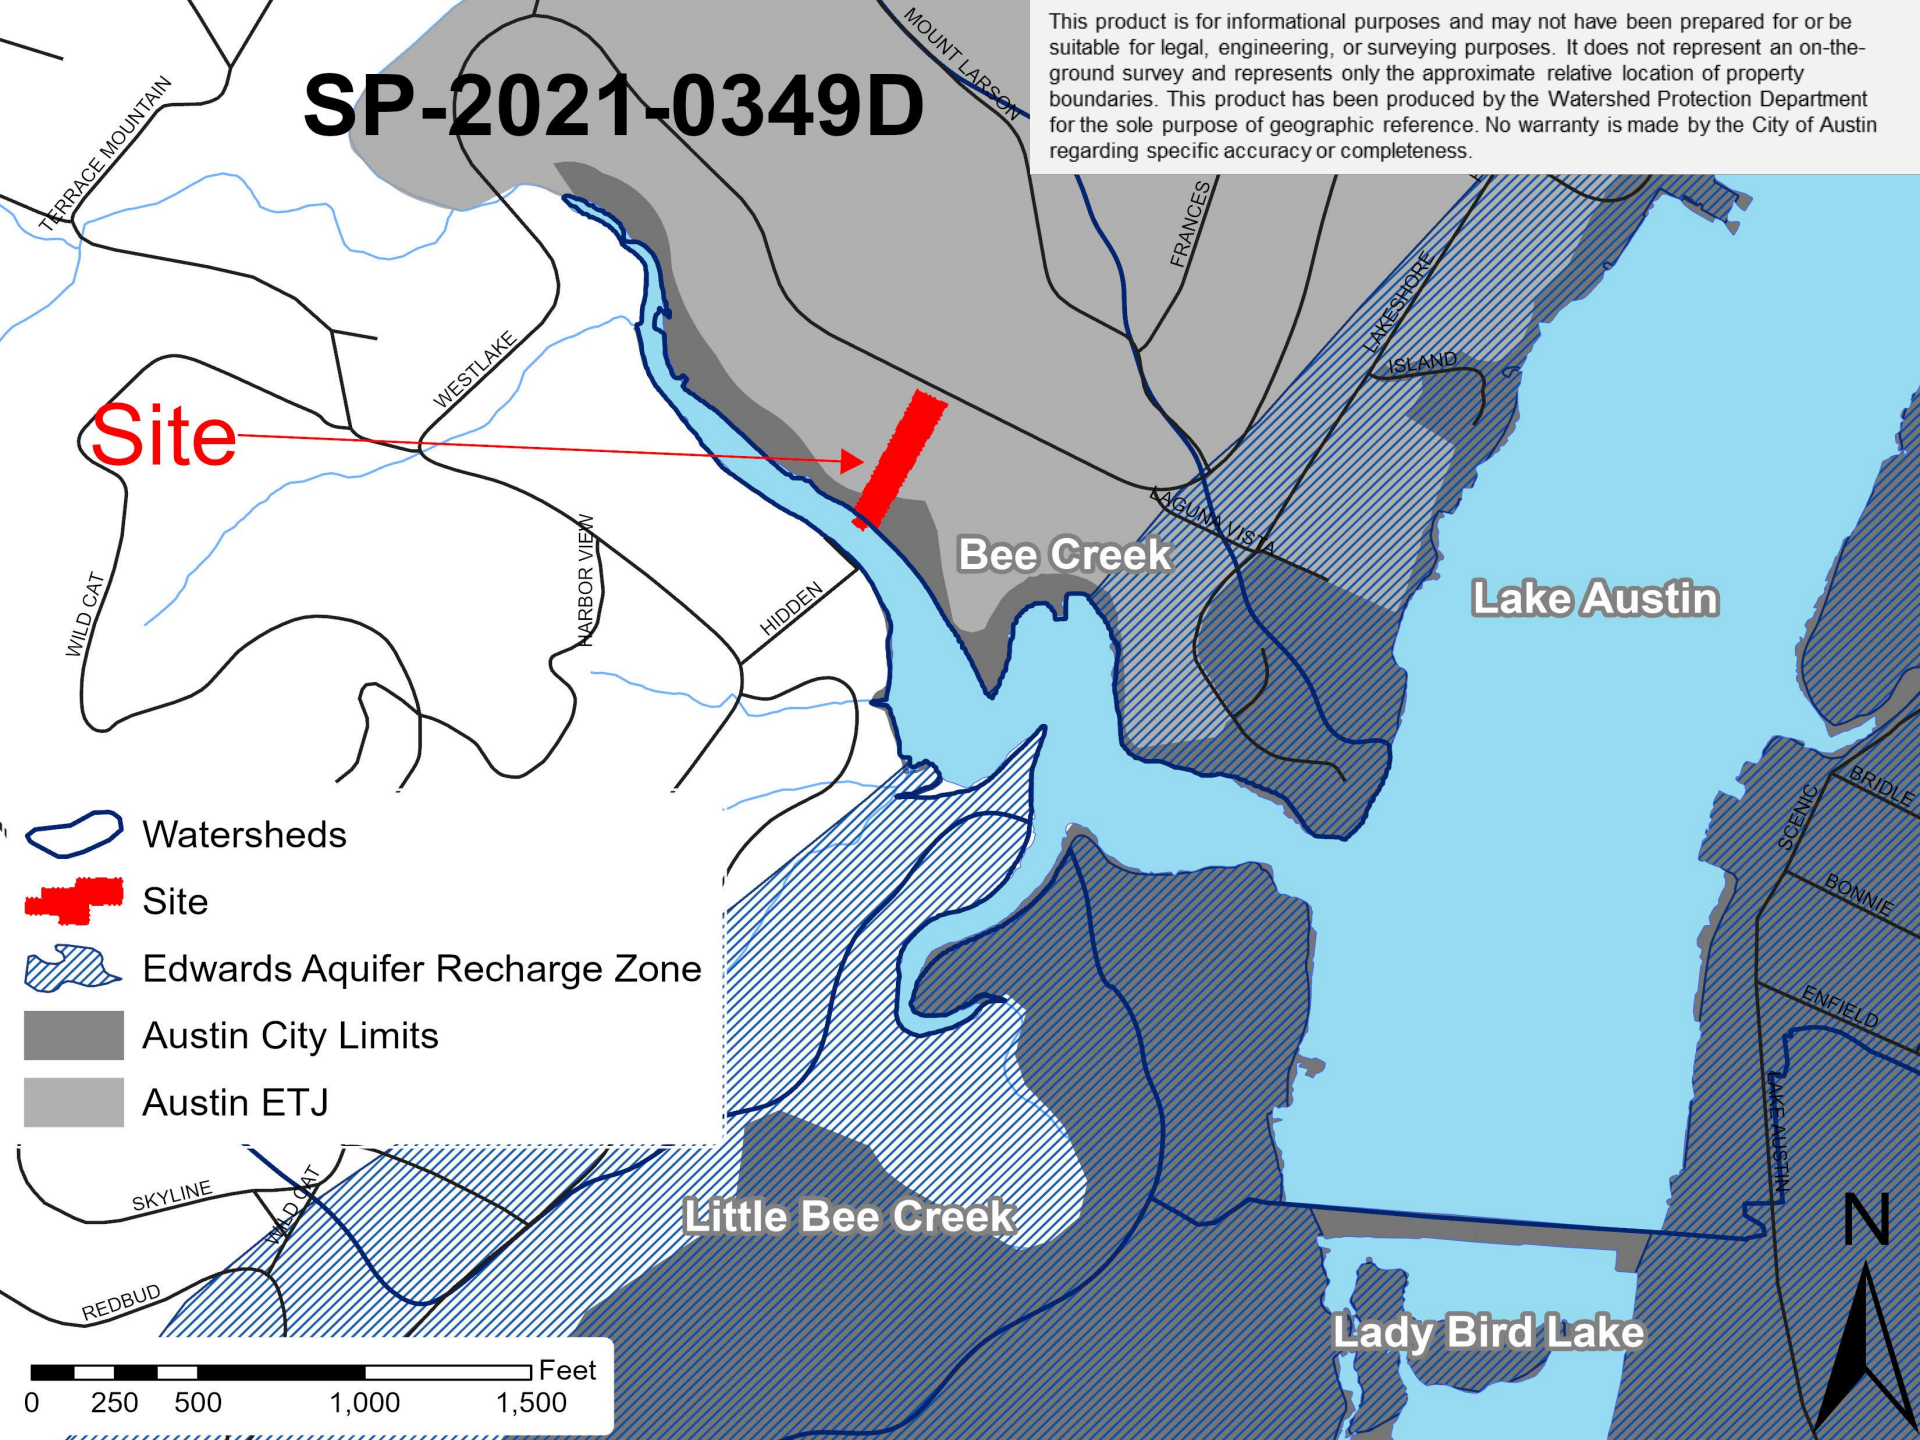 This product is for informational purposes and may not have been prepared for or be
suitable for legal, engineering, or surveying purposes. It does not represent an on-the-
ground survey and represents only the approximate relative location of property
boundaries. This product has been produced by the Watershed Protection Department
for the sole purpose of geographic reference. No warranty is made by the City of Austin
regarding specific accuracy or completeness.
SP-2021-0349D
MOUNT LARSON
TERRACE MOUNTAIN
FRANCES
LAKESHORE
ISLAND
WESTLAKE
Site
LAGUNA VISTA
Bee Creek
Lake Austin
HARBOR VIEW
WILD CAT
HIDDEN
BRIDLE
SCENIC
BONNIE
ENFIELD
LAKE AUSTIN
Watersheds
Site
Edwards Aquifer Recharge Zone
Austin City Limits
Austin ETJ
SKYLINE
WILD CAT
REDBUD
Little Bee Creek
Lady Bird Lake
N
Feet
0 250 500 1,000 1,500